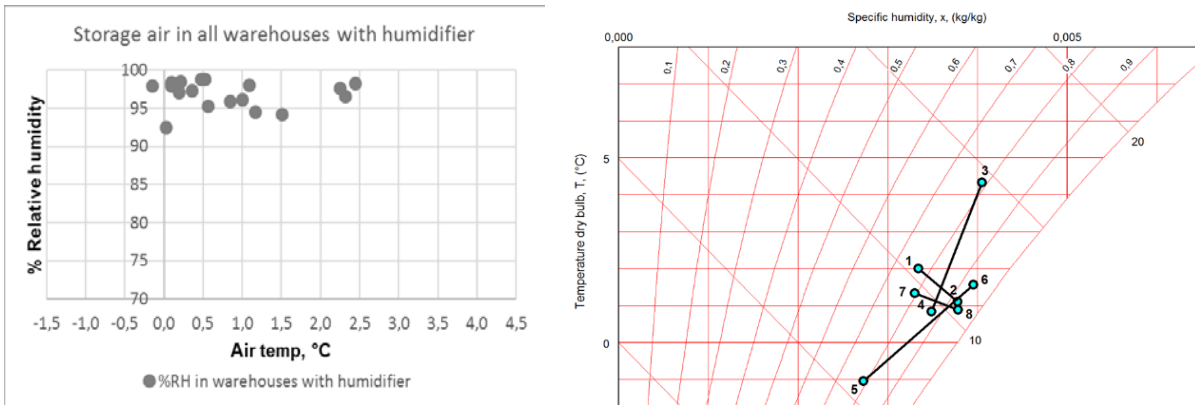 Storage air in all warehouses with humidifier
100
95
90
85
80
75
70
% Relative humidity
-1,5 -1,0 -0,5 0,0 0,5 1,0 1,5 2,0 2,5 3,0 3,5 4,0 4,5
Air temp, °C
%RH in warehouses with humidifier
Specific humidity, x, (kg/kg)
0,000 0,005
0,1 0,2 0,3 0,4 0,5 0,6 0,7 0,8 0,9
20
5
3
Temperature dry bulb, T, (°C)
1
6
7 2
4 8
0 10
5